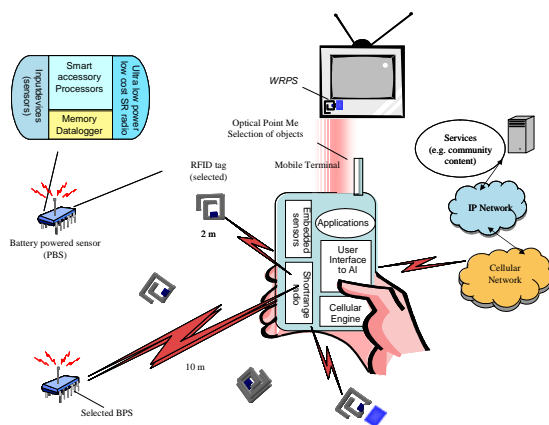 Inputdevices
(sensors)
Smart
accessory
Processors
Memory
Datalogger
Ultra low power
low cost SR radio
WRPS
Optical Point Me
Selection of objects
Mobile Terminal
Services
(e.g. community
content)
IP Network
Cellular
Network
RFID tag
(selected)
2 m
Battery powered sensor
(PBS)
Embedded
sensors
Applications
User
Interface
to AI
Shortrange
Radio
Cellular
Engine
10 m
Selected BPS